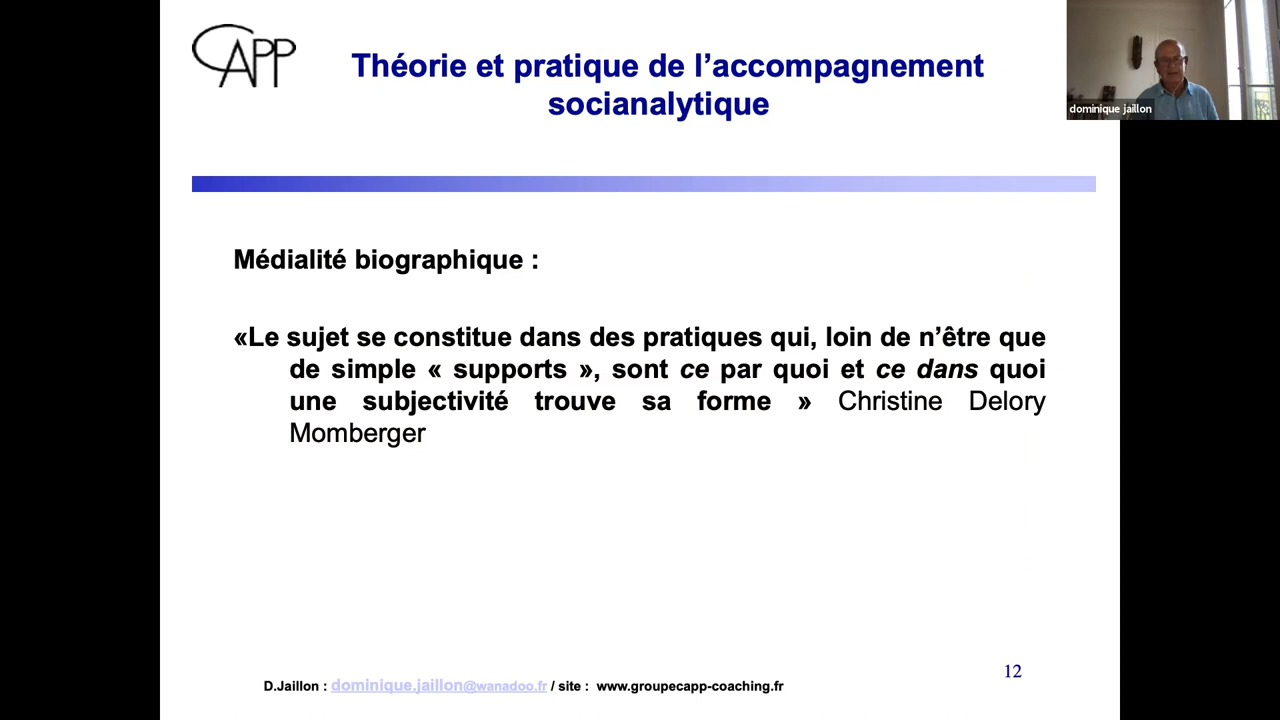 CAPP
Théorie et pratique de l’accompagnement
socianalytique
dominique jaillon
Médialité biographique :
«Le sujet se constitue dans des pratiques qui, loin de n’être que
de simple « supports », sont ce par quoi et ce dans quoi
une subjectivité trouve sa forme » Christine Delory
Momberger
12
D.Jaillon : dominique.jaillon@wanadoo.fr / site : www.groupecapp-coaching.fr